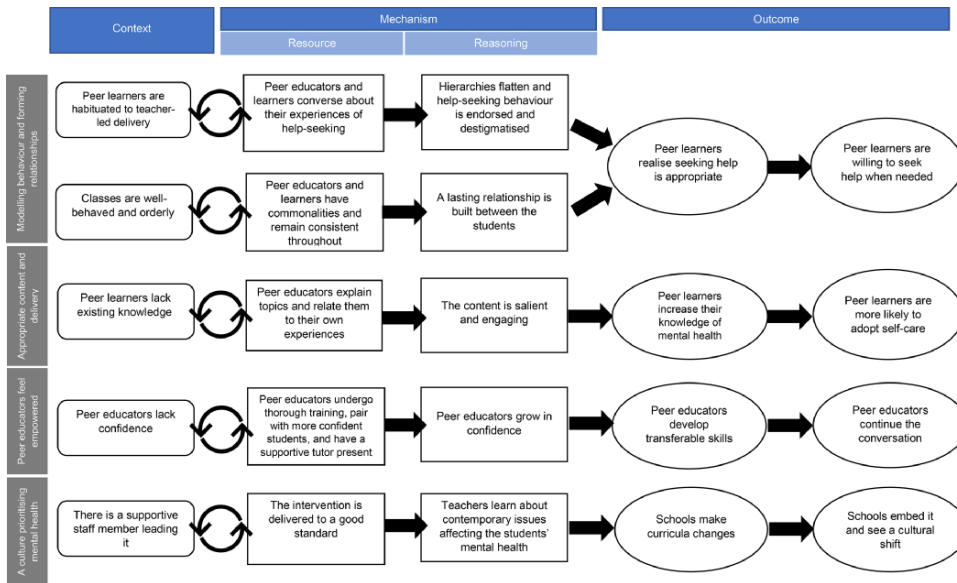 Context
Mechanism
Outcome
Resource
Reasoning
Modelling behaviour and forming
relationships
Peer learners are
habituated to teacher-
led delivery
Peer educators and
learners converse about
their experiences of
help-seeking
Hierarchies flatten and
help-seeking behaviour
is endorsed and
destigmatised
Classes are well-
behaved and orderly
Peer educators and
learners have
commonalities and
remain consistent
throughout
A lasting relationship is
built between the
students
Peer learners
realise seeking help
is appropriate
Peer learners are
willing to seek
help when needed
Appropriate content and
delivery
Peer learners lack
existing knowledge
Peer educators explain
topics and relate them
to their own
experiences
The content is salient
and engaging
Peer learners
increase their
knowledge of
mental health
Peer learners are
more likely to
adopt self-care
Peer educators feel
empowered
Peer educators lack
confidence
Peer educators undergo
thorough training, pair
with more confident
students, and have a
supportive tutor present
Peer educators grow in
confidence
Peer educators
develop
transferable skills
Peer educators
continue the
conversation
A culture prioritising
mental health
There is a supportive
staff member leading
it
The intervention is
delivered to a good
standard
Teachers learn about
contemporary issues
affecting the students'
mental health
Schools make
curricula changes
Schools embed it
and see a cultural
shift